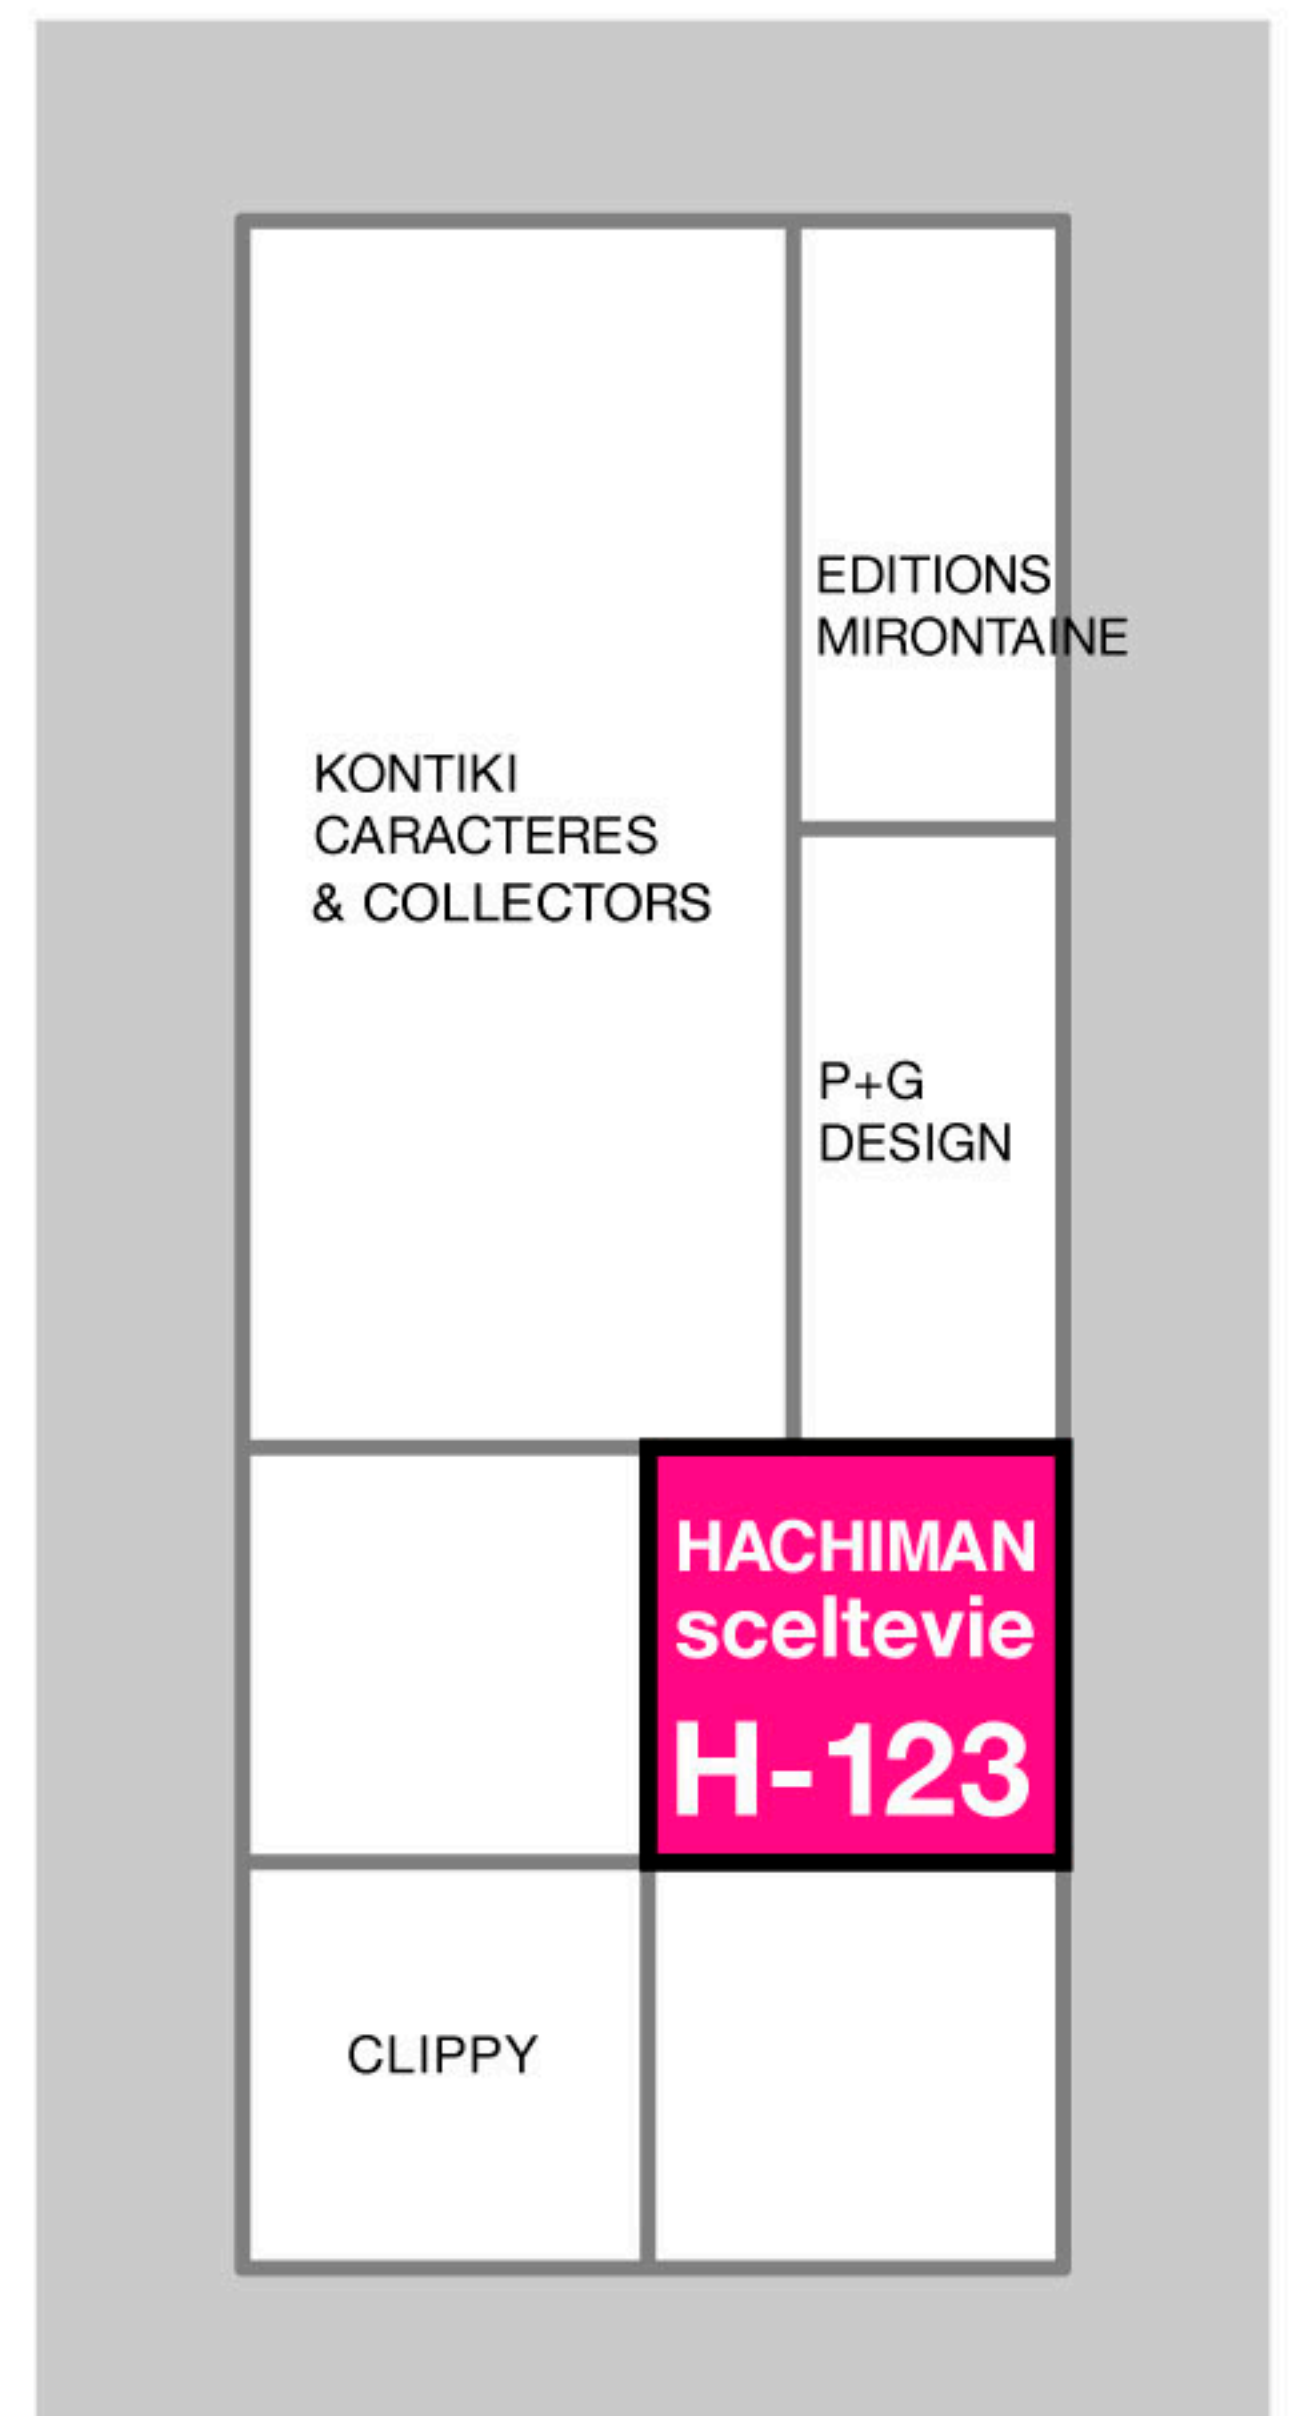 EDITIONS
MIRONTAINE
KONTIKI
CARACTERES
& COLLECTORS
P+G
DESIGN
HACHIMAN
sceltevie
H-123
CLIPPY